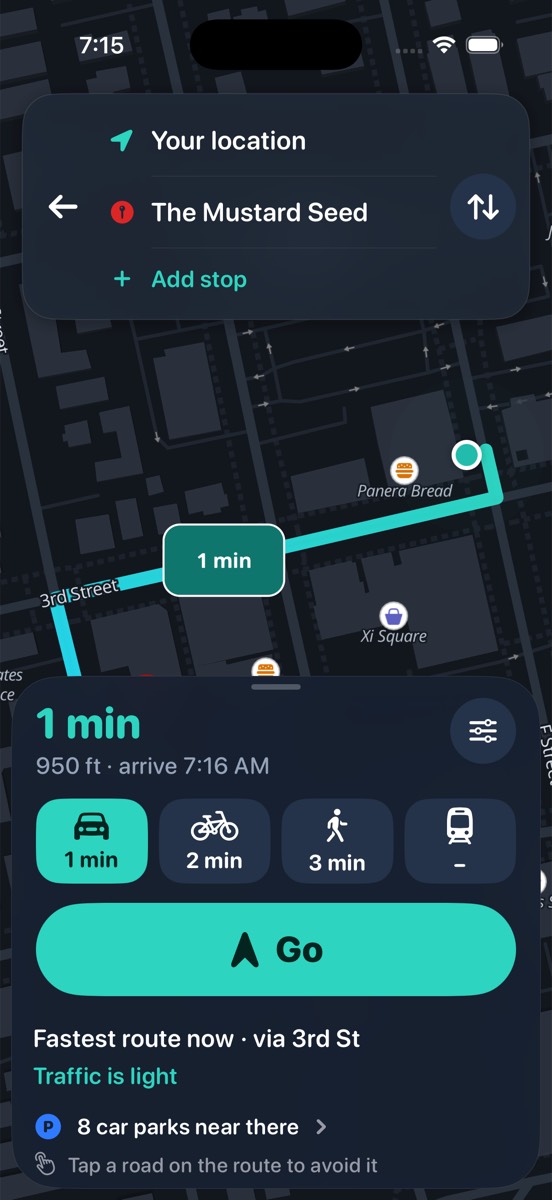 7:15
Your location
The Mustard Seed
Add stop
Panera Bread
1 min
3rd Street
Xi Square
1 min
950 ft · arrive 7:16 AM
1 min
2 min
3 min
–
Go
Fastest route now · via 3rd St
Traffic is light
P
8 car parks near there
Tap a road on the route to avoid it